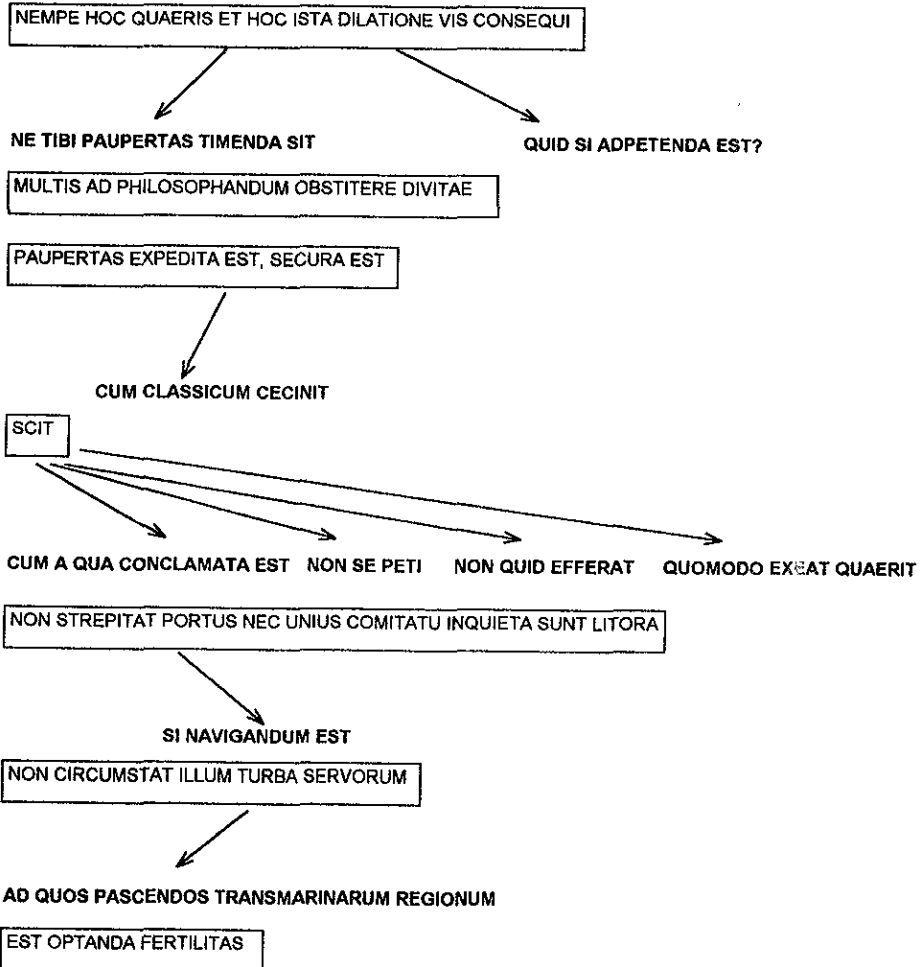 NEMPE HOC QUAERIS ET HOC ISTA DILATIONE VIS CONSEQUI
NE TIBI PAUPERTAS TIMENDA SIT
QUID SI ADPETENDA EST?
MULTIS AD PHILOSOPHANDUM OBSTITERE DIVITAE
PAUPERTAS EXPEDITA EST, SECURA EST
CUM CLASSICUM CECINIT
SCIT
CUM A QUA CONCLAMATA EST NON SE PETI NON QUID EFFERAT QUOMODO EXEAT QUAERIT
NON STREPITAT PORTUS NEC UNIUS COMITATU INQUIETA SUNT LITORA
SI NAVIGANDUM EST
NON CIRCUMSTAT ILLUM TURBA SERVORUM
AD QUOS PASCENDOS TRANSMARINARUM REGIONUM
EST OPTANDA FERTILITAS